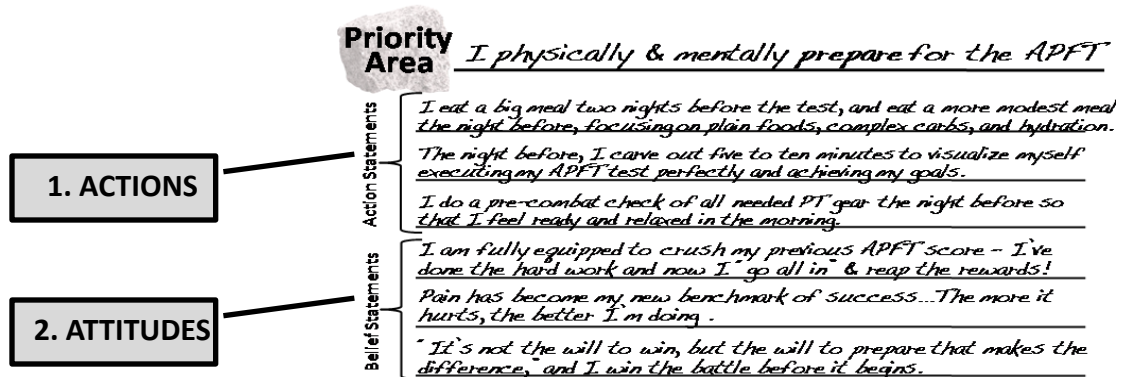 Priority
Area
I physically & mentally prepare for the APFT
1. ACTIONS
Action Statements
I eat a big meal two nights before the test, and eat a more modest meal
the night before, focusing on plain foods, complex carbs, and hydration.
The night before, I carve out five to ten minutes to visualize myself
executing my APFT test perfectly and achieving my goals.
I do a pre-combat check of all needed PT gear the night before so
that I feel ready and relaxed in the morning.
2. ATTITUDES
Belief Statements
I am fully equipped to crush my previous APFT score - I've
done the hard work and now I "go all in" & reap the rewards!
Pain has become my new benchmark of success...The more it
hurts, the better I'm doing.
"It's not the will to win, but the will to prepare that makes the
difference," and I win the battle before it begins.